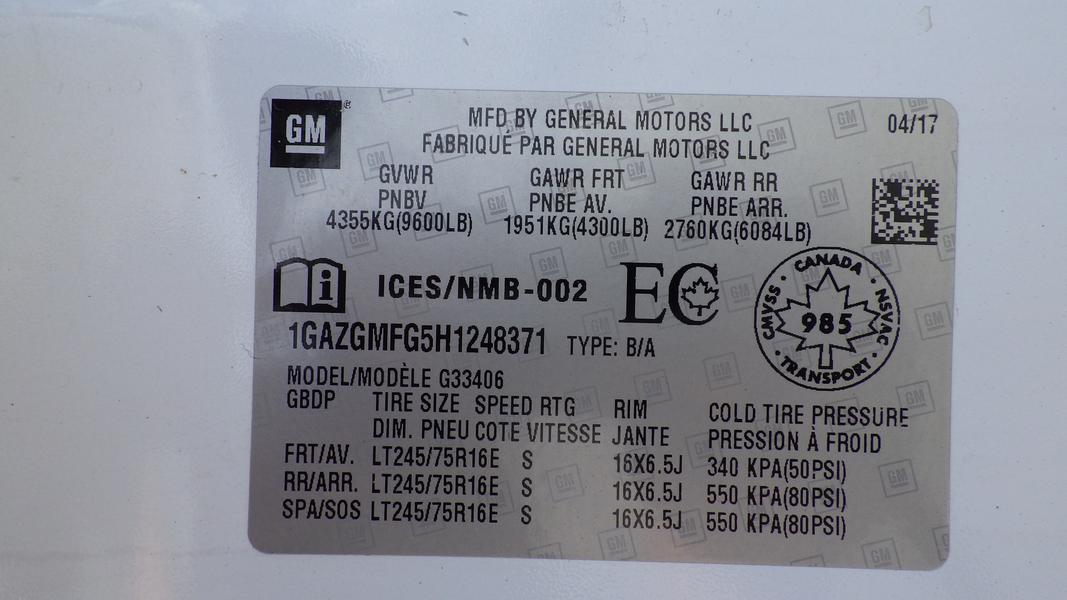 GM
MFD BY GENERAL MOTORS LLC
04/17
FABRIQUÉ PAR GENERAL MOTORS LLC
GVWR GAWR FRT GAWR RR
PNBV PNBE AV. PNBE ARR.
4355KG(9600LB) 1951KG(4300LB) 2760KG(6084LB)
ICES/NMB-002
EC
CANADA
CMVSS · NSVAC
985
· TRANSPORT ·
1GAZGMFG5H1248371 TYPE: B/A
MODEL/MODÈLE G33406
GBDP TIRE SIZE SPEED RTG RIM COLD TIRE PRESSURE
DIM. PNEU COTE VITESSE JANTE PRESSION À FROID
FRT/AV. LT245/75R16E S 16X6.5J 340 KPA(50PSI)
RR/ARR. LT245/75R16E S 16X6.5J 550 KPA(80PSI)
SPA/SOS LT245/75R16E S 16X6.5J 550 KPA(80PSI)